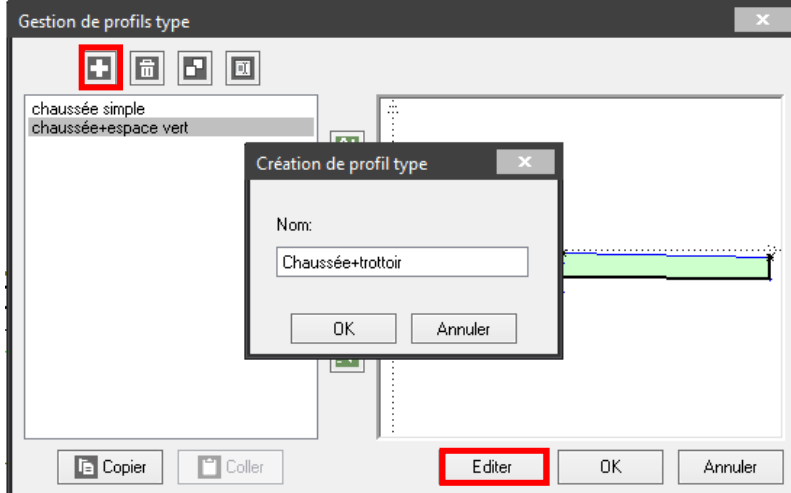 Gestion de profils type
chaussée simple
chaussée+espace vert
Création de profil type
Nom:
Chaussée+trottoir
OK
Annuler
Copier
Coller
Editer
OK
Annuler